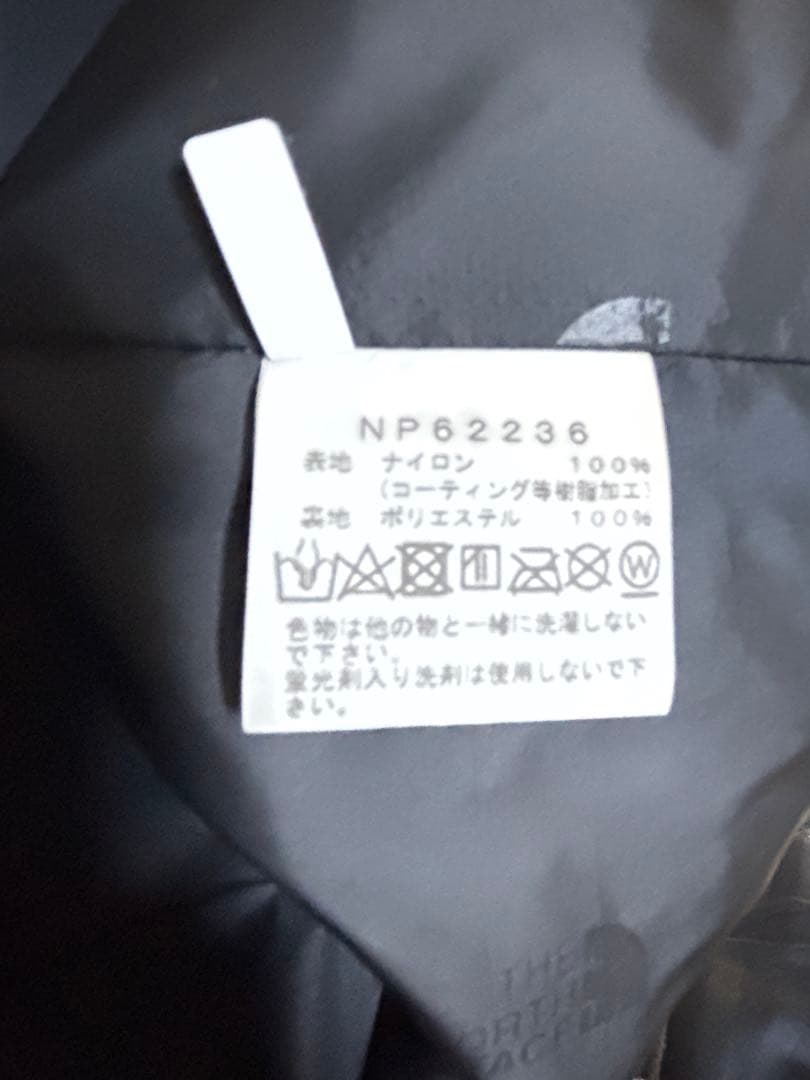 NP62236
表地 ナイロン 100%
(コーティング等樹脂加工)
裏地 ポリエステル 100%
W
色物は他の物と一緒に洗濯しない
で下さい。
蛍光剤入り洗剤は使用しないで下
さい。
THE
NORTH
FACE